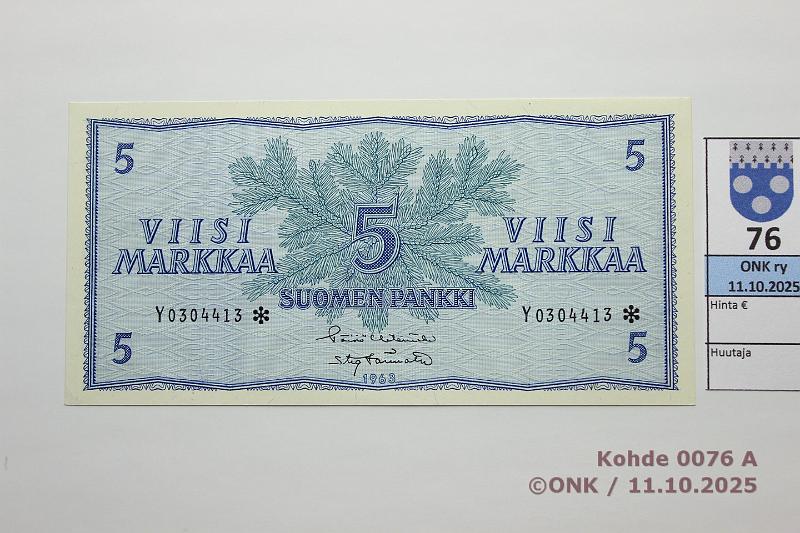 5
5
VIISI
MARKKAA
5
VIISI
MARKKAA
SUOMEN PANKKI
Y0304413 *
Y0304413 *
5
5
1963
76
ONK ry
11.10.2025
Hinta €
Huutaja
Kohde 0076 A
©ONK / 11.10.2025